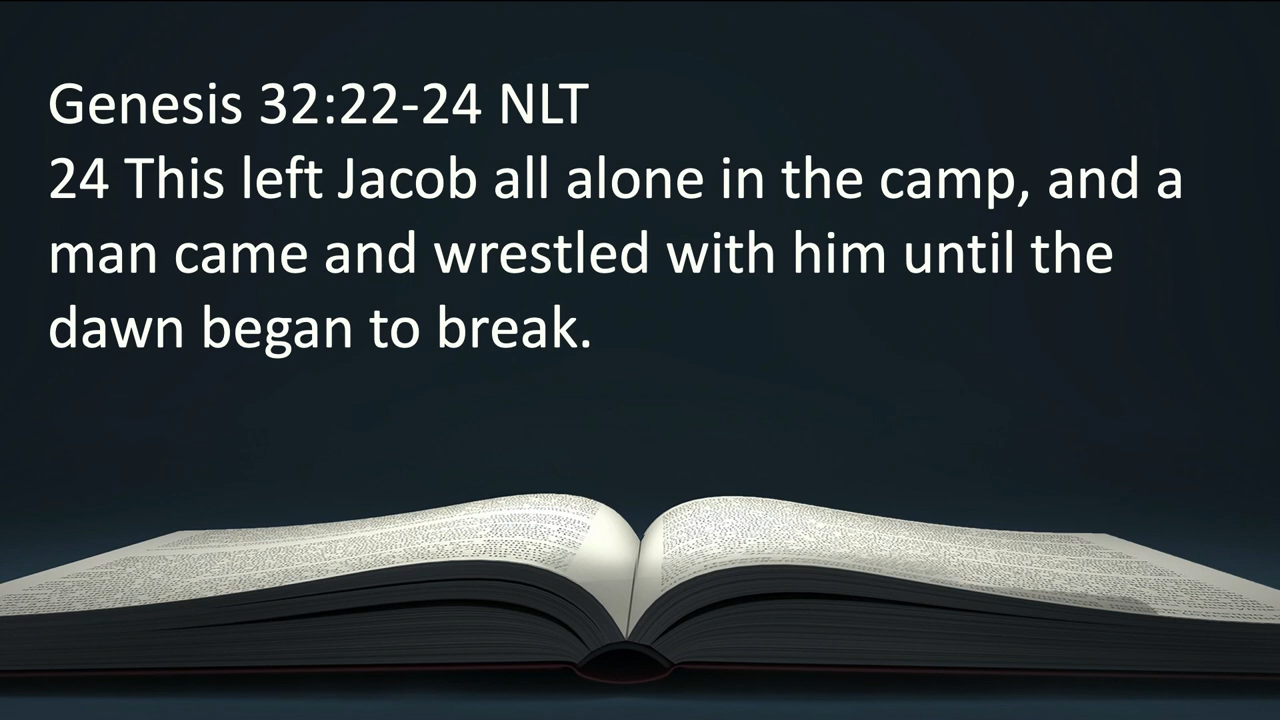 Genesis 32:22-24 NLT
24 This left Jacob all alone in the camp, and a
man came and wrestled with him until the
dawn began to break.